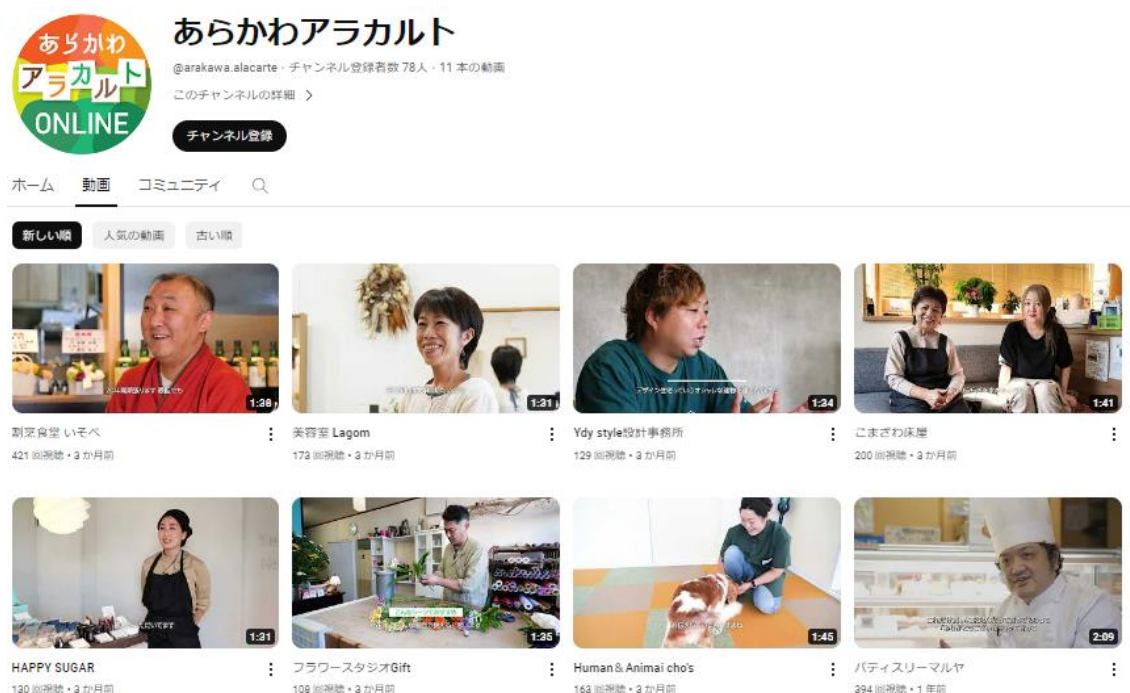 あらかわ
アラカルト
ONLINE
あらかわアラカルト
@arakawa.alacarte・チャンネル登録者数 78人・11 本の動画
このチャンネルの詳細
チャンネル登録
ホーム
動画
コミュニティ
新しい順
人気の動画
古い順
1:38
1:31
1:34
1:41
割烹食堂 いそべ
美容室 Lagom
Ydy style設計事務所
こまざわ床屋
421 回視聴・3 か月前
173 回視聴・3 か月前
129 回視聴・3 か月前
200 回視聴・3 か月前
1:31
1:35
1:45
2:09
HAPPY SUGAR
フラワースタジオGift
Human & Animai cho's
パティスリーマルヤ
130 回視聴・3 か月前
108 回視聴・3 か月前
163 回視聴・3 か月前
394 回視聴・1 年前